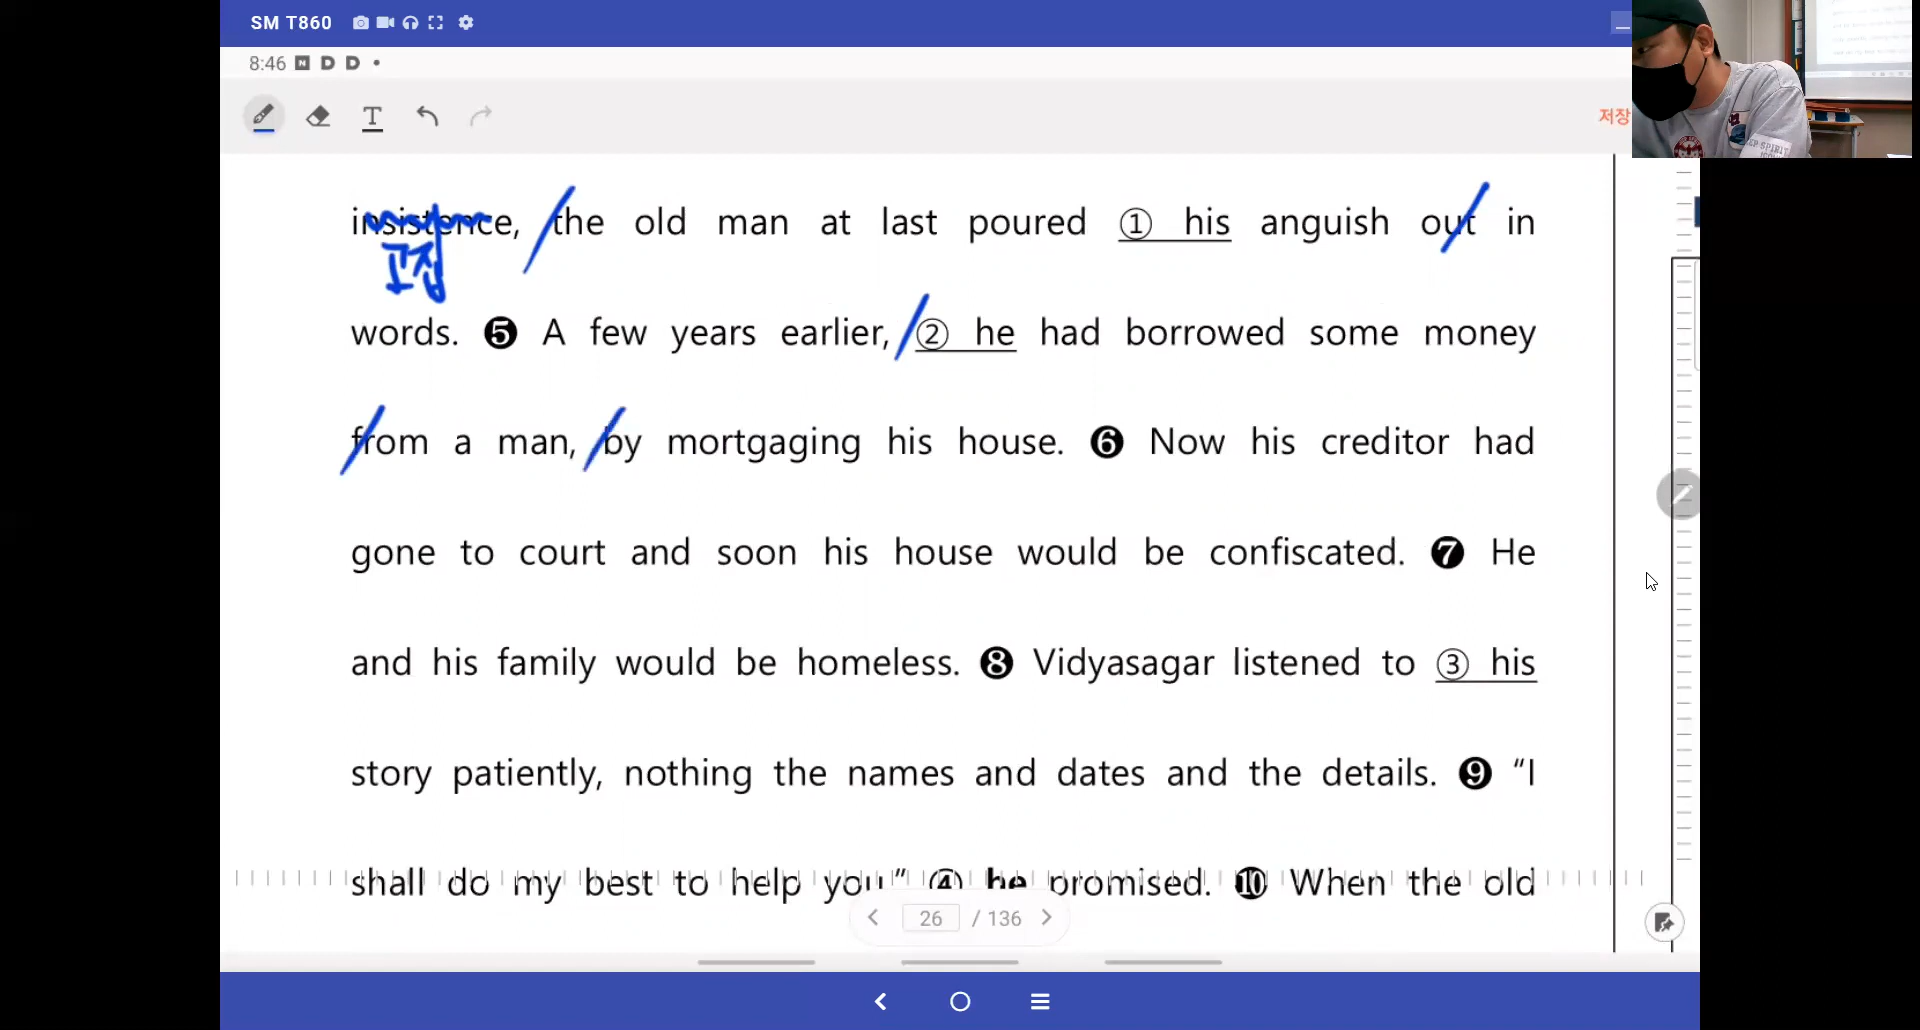 SM T860
8:46 N D D •
T
저장
insistence, the old man at last poured ① his anguish out in
고집
words. ❺ A few years earlier, ② he had borrowed some money
from a man, by mortgaging his house. ❻ Now his creditor had
gone to court and soon his house would be confiscated. ❼ He
and his family would be homeless. ❽ Vidyasagar listened to ③ his
story patiently, nothing the names and dates and the details. ❾ “I
shall do my best to help you” ④ he promised. ❿ When the old
26 / 136